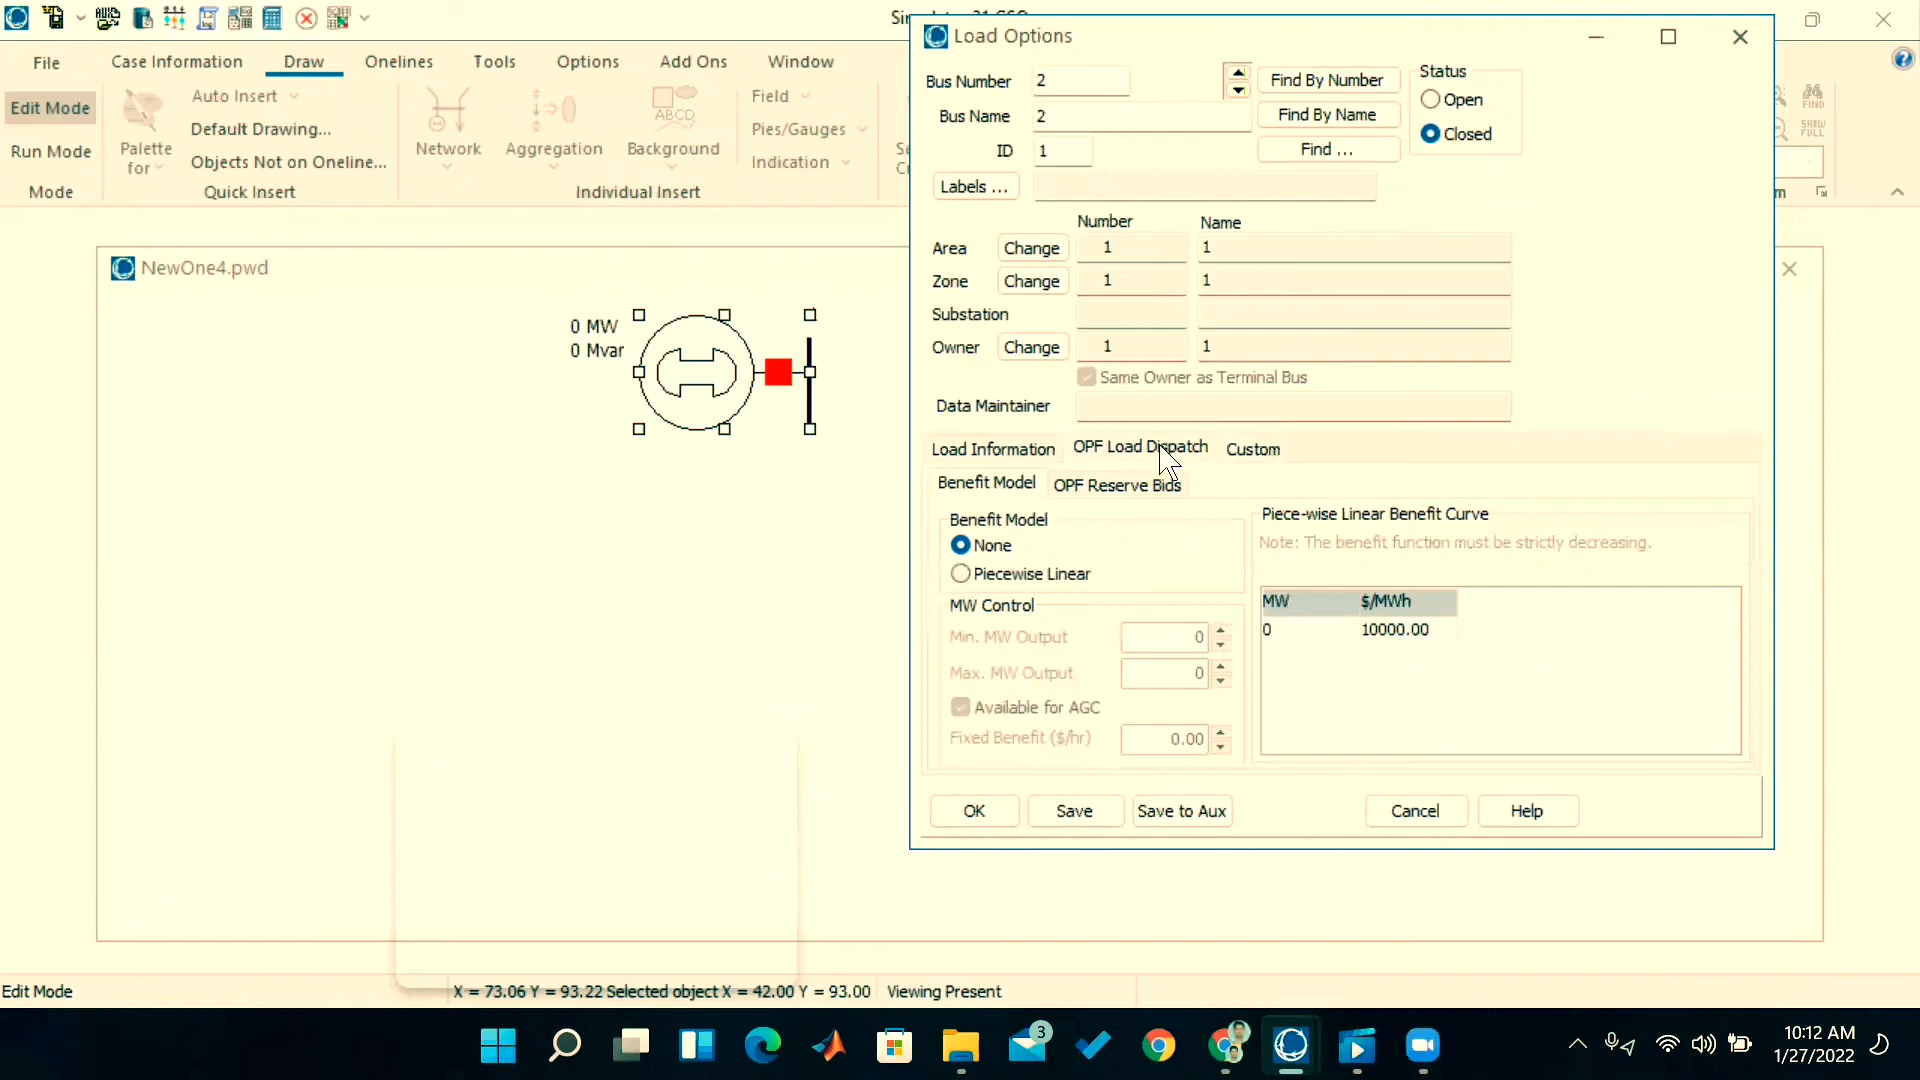 File
Case Information
Draw
Onelines
Tools
Options
Add Ons
Window
Edit Mode
Run Mode
Mode
Palette
for
Auto Insert
Default Drawing...
Objects Not on Oneline...
Quick Insert
Network
Aggregation
ABCD
Background
Individual Insert
Field
Pies/Gauges
Indication
FIND
SHOW
FULL
NewOne4.pwd
0 MW
0 Mvar
Load Options
Bus Number
2
Find By Number
Bus Name
2
Find By Name
ID
1
Find ...
Status
Open
Closed
Labels ...
Number
Name
Area
Change
1
1
Zone
Change
1
1
Substation
Owner
Change
1
1
Same Owner as Terminal Bus
Data Maintainer
Load Information
OPF Load Dispatch
Custom
Benefit Model
OPF Reserve Bids
Benefit Model
None
Piecewise Linear
MW Control
Min. MW Output
0
Max. MW Output
0
Available for AGC
Fixed Benefit ($/hr)
0.00
Piece-wise Linear Benefit Curve
Note: The benefit function must be strictly decreasing.
MW
$/MWh
0
10000.00
OK
Save
Save to Aux
Cancel
Help
Edit Mode
X = 73.06 Y = 93.22 Selected object X = 42.00 Y = 93.00
Viewing Present
3
10:12 AM
1/27/2022